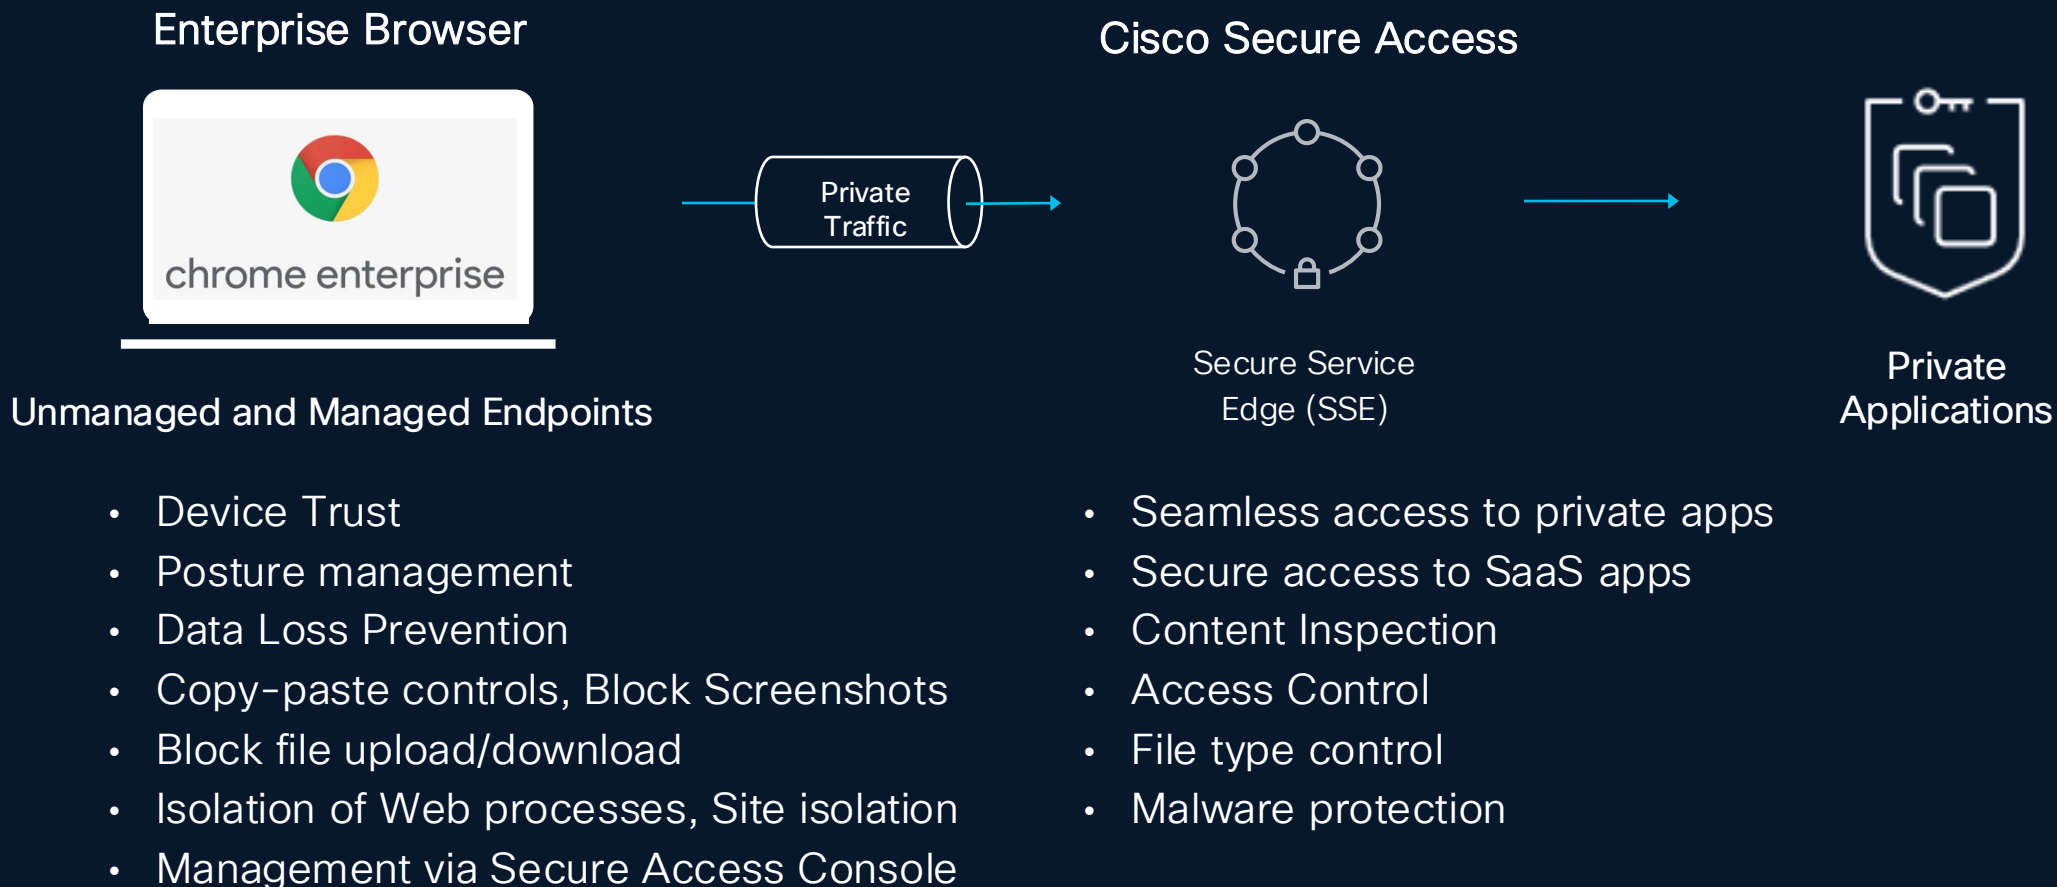 Enterprise Browser
Cisco Secure Access
chrome enterprise
Private
Traffic
Secure Service
Edge (SSE)
Private
Applications
Unmanaged and Managed Endpoints
• Device Trust
• Posture management
• Data Loss Prevention
• Copy-paste controls, Block Screenshots
• Block file upload/download
• Isolation of Web processes, Site isolation
• Management via Secure Access Console
• Seamless access to private apps
• Secure access to SaaS apps
• Content Inspection
• Access Control
• File type control
• Malware protection